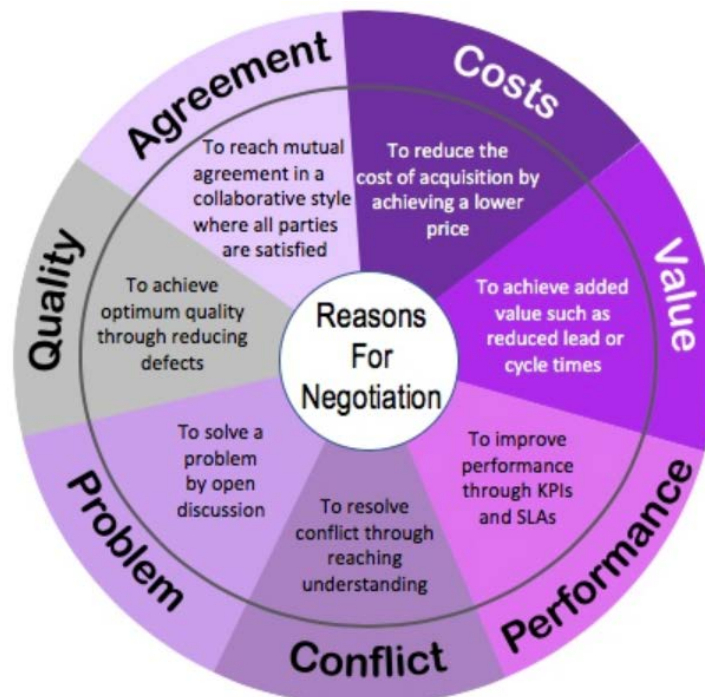 Reasons
For
Negotiation
Costs
To reduce the
cost of acquisition by
achieving a lower
price
Value
To achieve added
value such as
reduced lead or
cycle times
Performance
To improve
performance
through KPIs
and SLAs
Conflict
To resolve
conflict through
reaching
understanding
Problem
To solve a
problem
by open
discussion
Quality
To achieve
optimum quality
through reducing
defects
Agreement
To reach mutual
agreement in a
collaborative style
where all parties
are satisfied